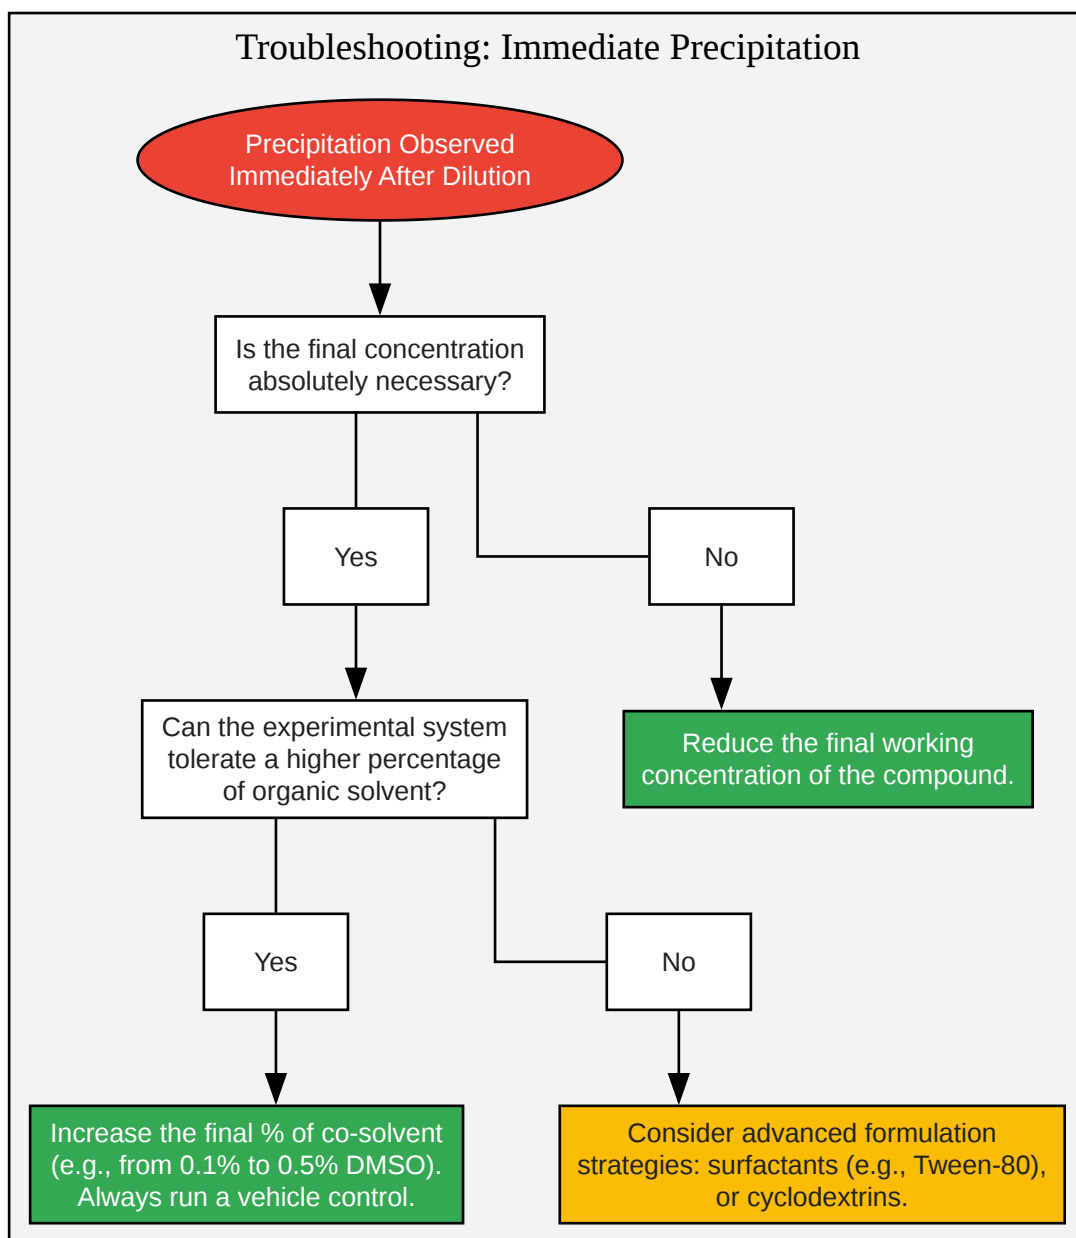 Troubleshooting: Immediate Precipitation
Precipitation Observed
Immediately After Dilution
Is the final concentration
absolutely necessary?
Yes
No
Can the experimental system
tolerate a higher percentage
of organic solvent?
Reduce the final working
concentration of the compound.
Yes
No
Increase the final % of co-solvent
(e.g., from 0.1% to 0.5% DMSO).
Always run a vehicle control.
Consider advanced formulation
strategies: surfactants (e.g., Tween-80),
or cyclodextrins.